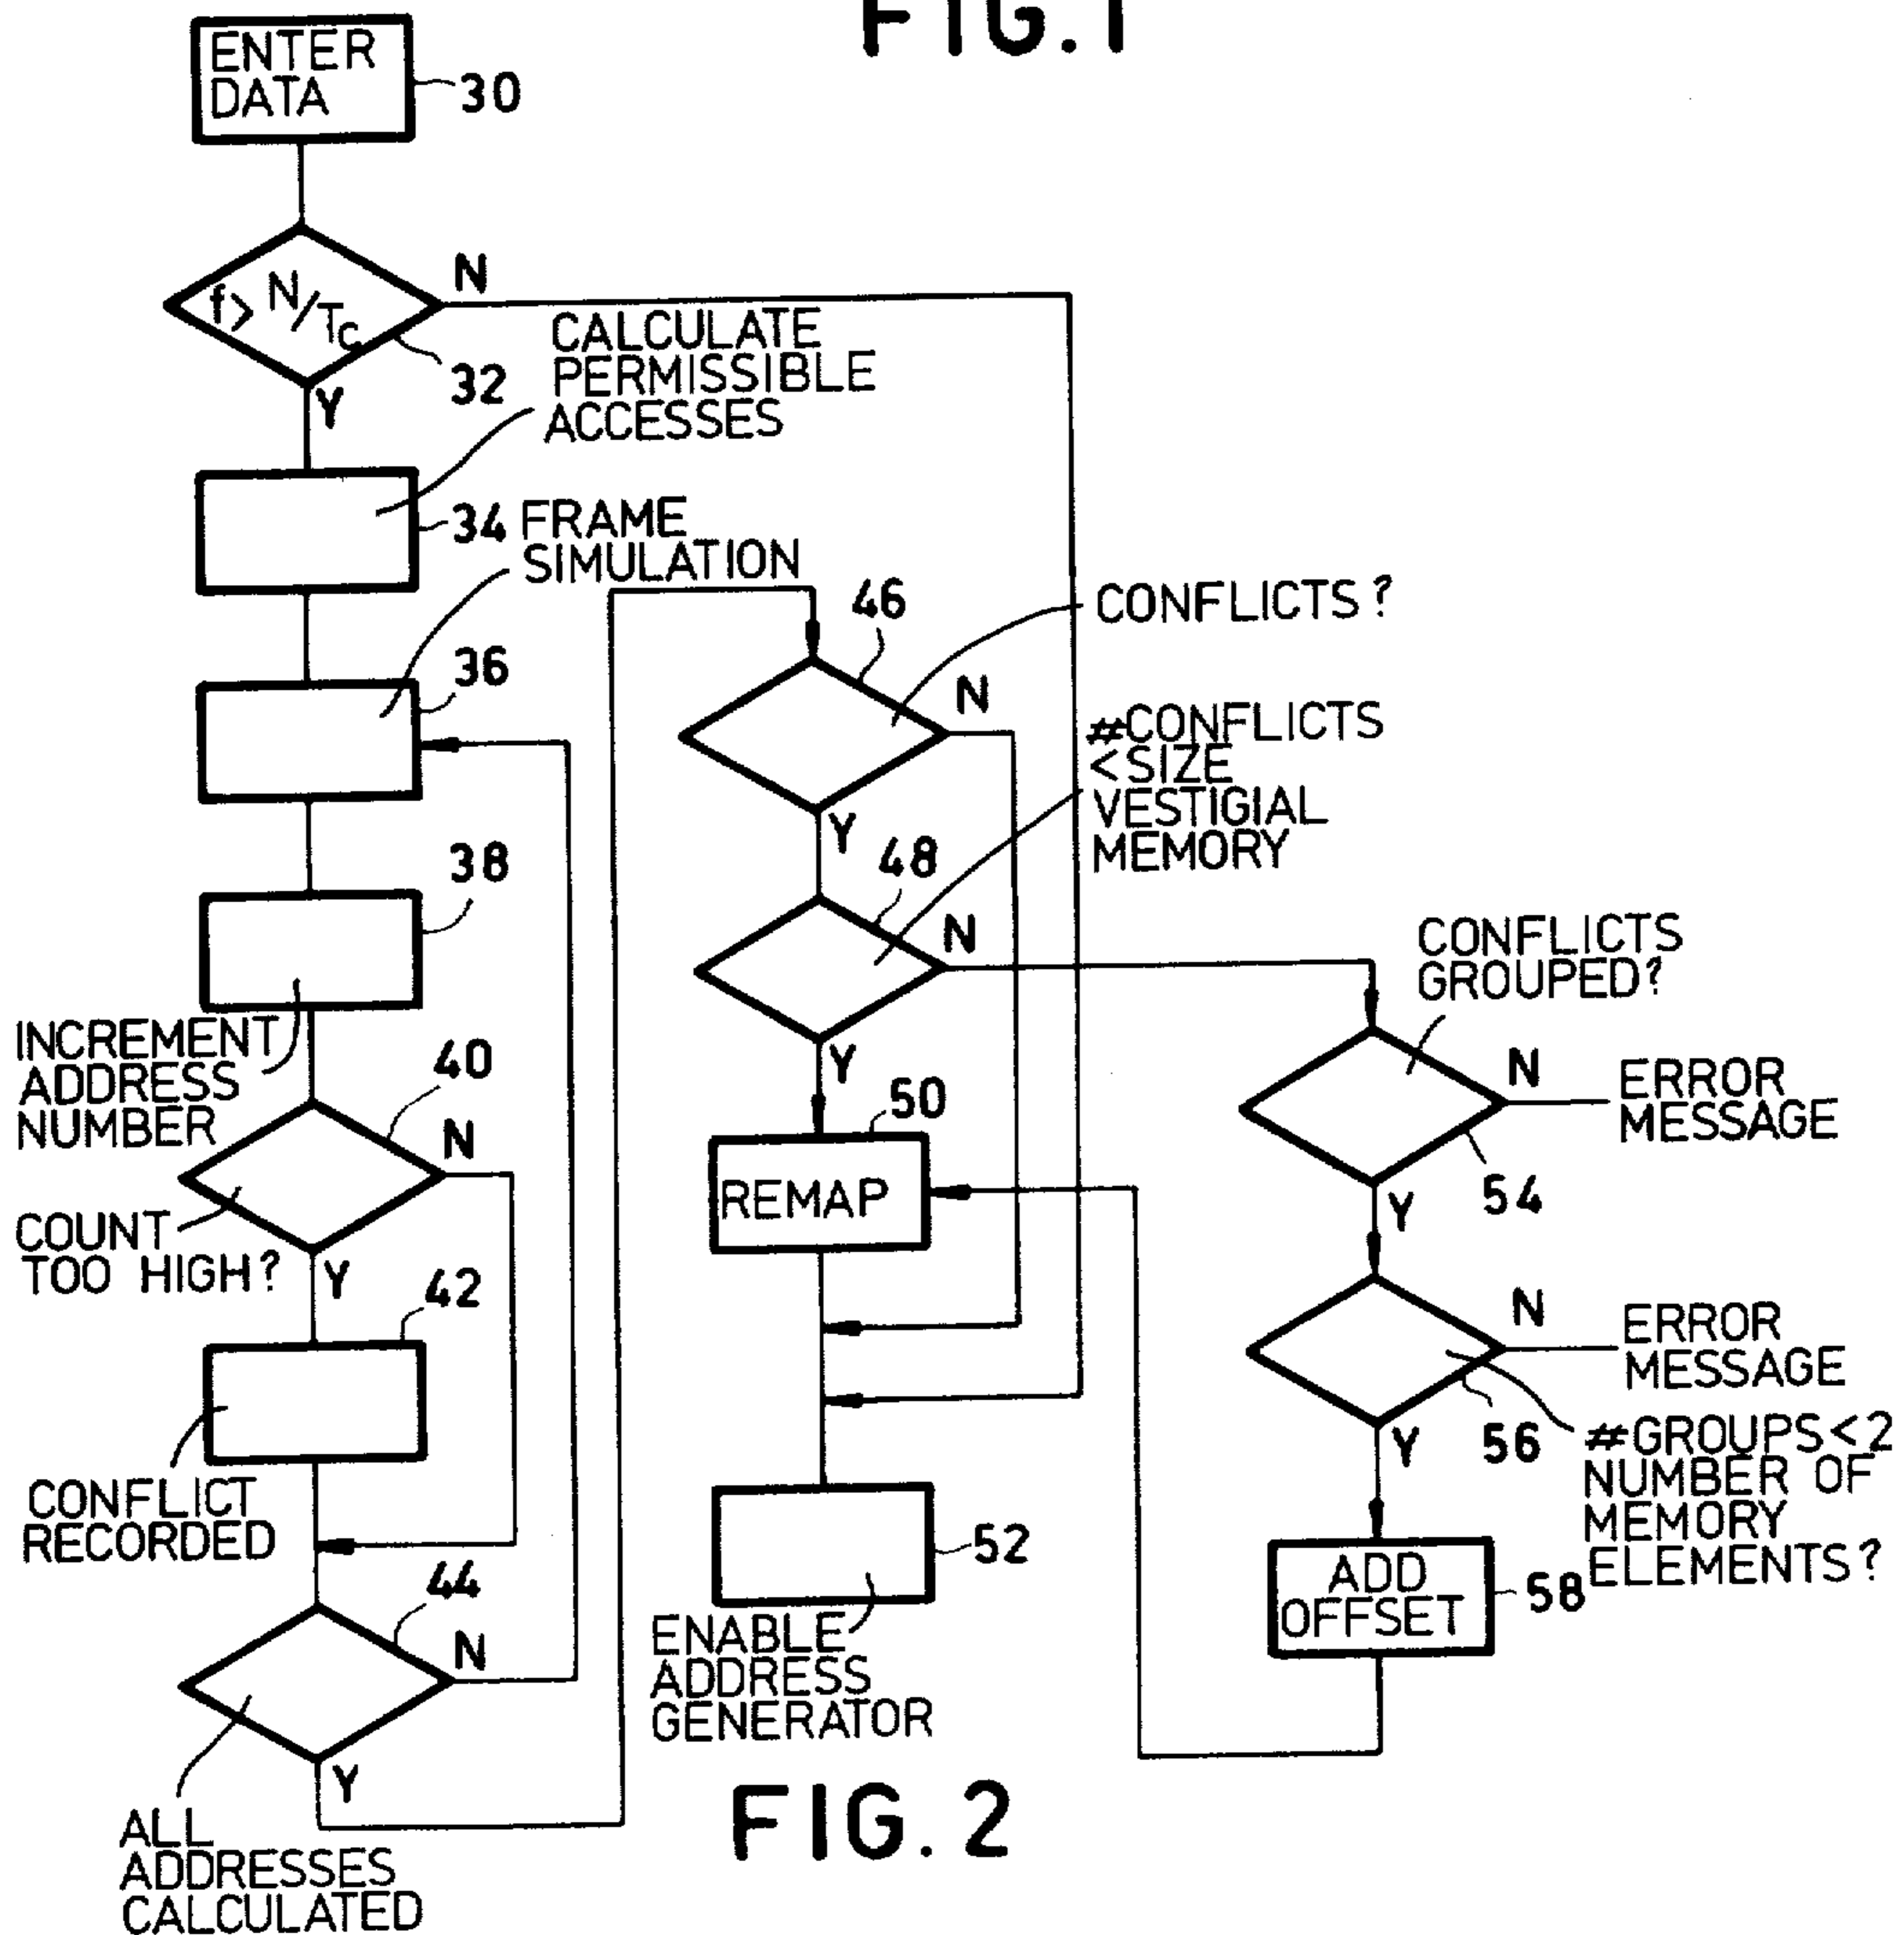 FIG. 1
ENTER
DATA
30
f > N/Tc
N
32
Y
CALCULATE
PERMISSIBLE
ACCESSES
34
FRAME
SIMULATION
36
38
INCREMENT
ADDRESS
NUMBER
40
N
COUNT
TOO HIGH?
Y
42
CONFLICT
RECORDED
44
N
Y
ALL
ADDRESSES
CALCULATED
46
CONFLICTS?
N
Y
#CONFLICTS
<SIZE
VESTIGIAL
MEMORY
48
N
Y
50
REMAP
52
ENABLE
ADDRESS
GENERATOR
CONFLICTS
GROUPED?
N
ERROR
MESSAGE
54
Y
N
ERROR
MESSAGE
56
Y
#GROUPS<2
NUMBER OF
MEMORY
ELEMENTS?
ADD
OFFSET
58
FIG. 2